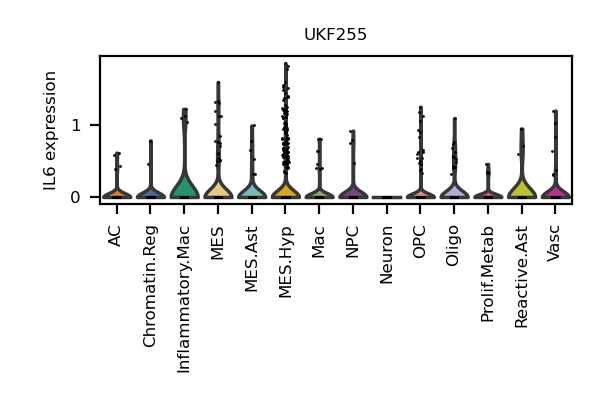 UKF255
IL6 expression
1
0
AC
Chromatin.Reg
Inflammatory.Mac
MES
MES.Ast
MES.Hyp
Mac
NPC
Neuron
OPC
Oligo
Prolif.Metab
Reactive.Ast
Vasc